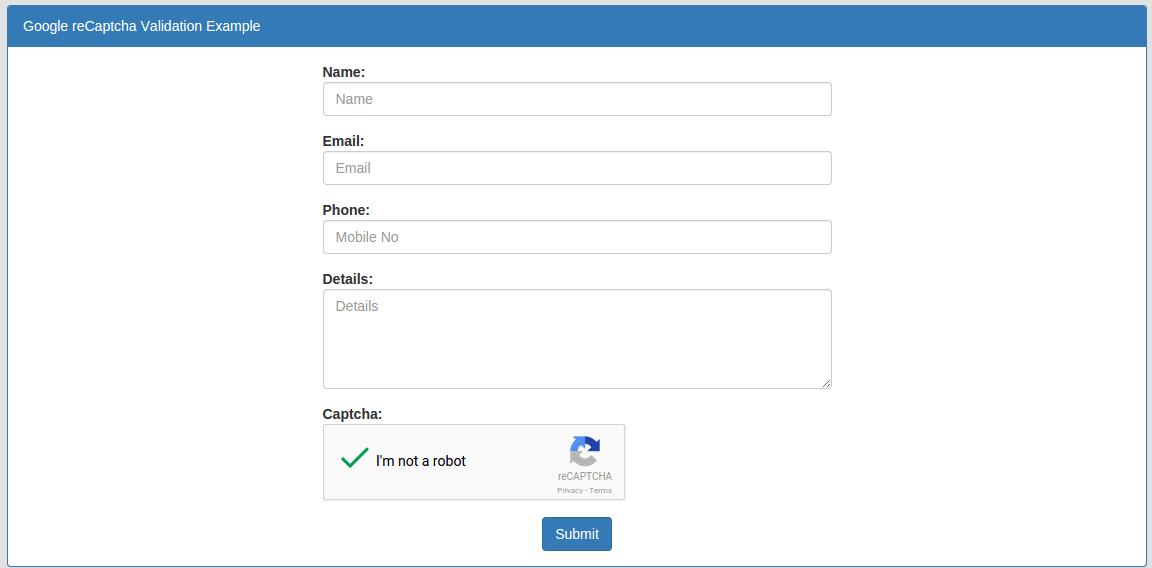 Google reCaptcha Validation Example
Name:
Name
Email:
Email
Phone:
Mobile No
Details:
Details
Captcha:
I'm not a robot
reCAPTCHA
Privacy - Terms
Submit